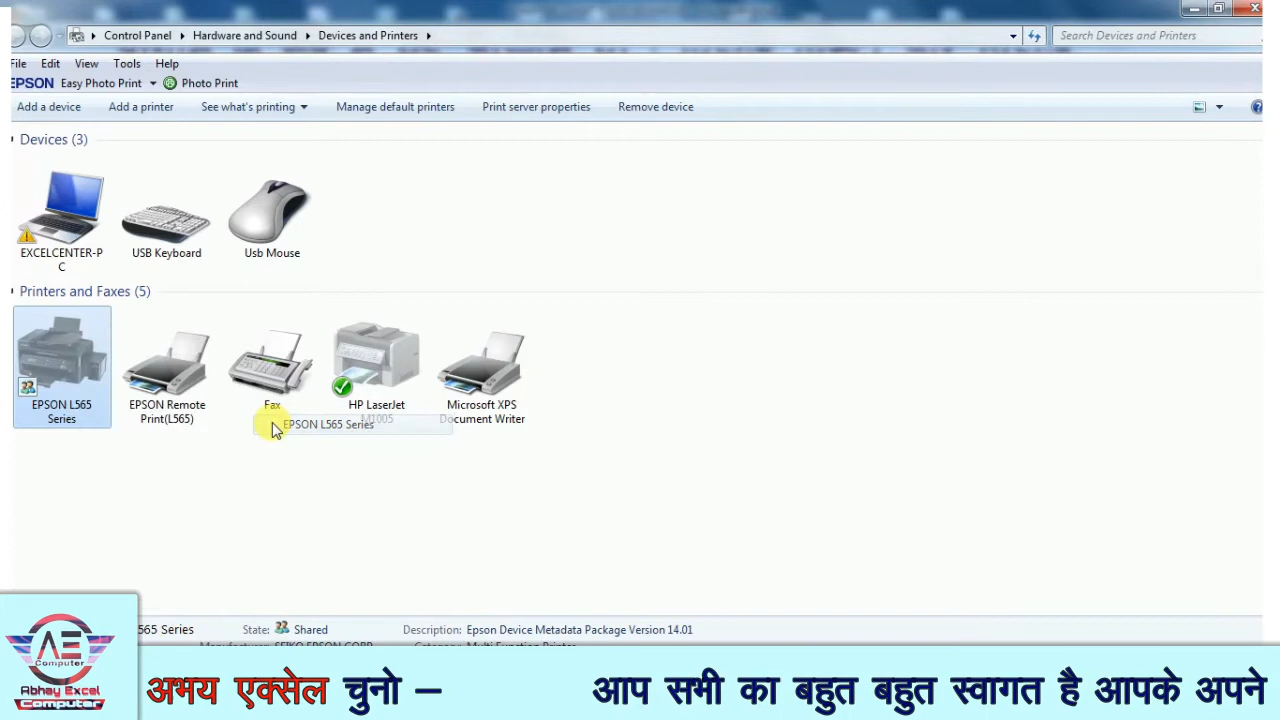 Control Panel Hardware and Sound Devices and Printers Search Devices and Printers
File Edit View Tools Help
EPSON Easy Photo Print Photo Print
Add a device Add a printer See what's printing Manage default printers Print server properties Remove device
Devices (3)
EXCELCENTER-P
C
USB Keyboard
Usb Mouse
Printers and Faxes (5)
EPSON L565
Series
EPSON Remote
Print(L565)
Fax
HP LaserJet
M1005
Microsoft XPS
Document Writer
EPSON L565 Series
565 Series State: Shared Description: Epson Device Metadata Package Version 14.01
AE
Computer
Abhay Excel
Computer
अभय एक्सेल चुनो – आप सभी का बहुत बहुत स्वागत है आपके अपने